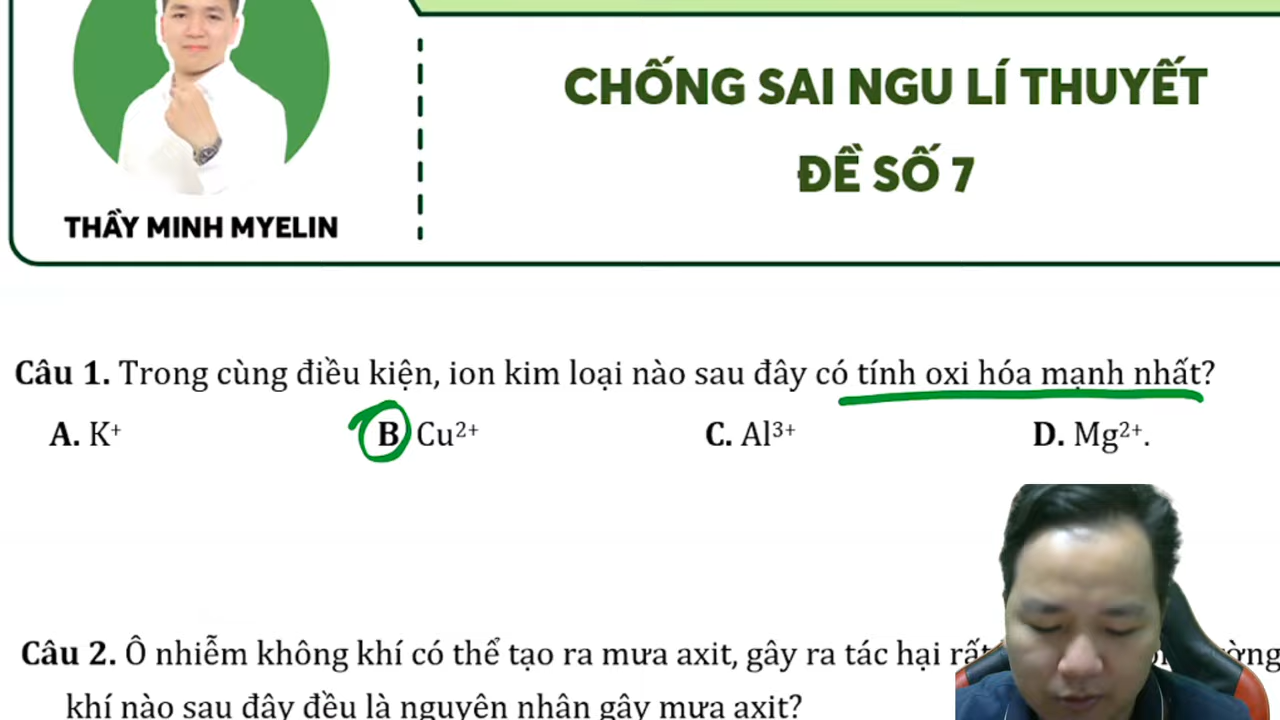 CHỐNG SAI NGU LÍ THUYẾT
ĐỀ SỐ 7
THẦY MINH MYELIN
Câu 1. Trong cùng điều kiện, ion kim loại nào sau đây có tính oxi hóa mạnh nhất?
A. K⁺ B Cu²⁺ C. Al³⁺ D. Mg²⁺.
Câu 2. Ô nhiễm không khí có thể tạo ra mưa axit, gây ra tác hại
khí nào sau đây đều là nguyên nhân gây mưa axit?